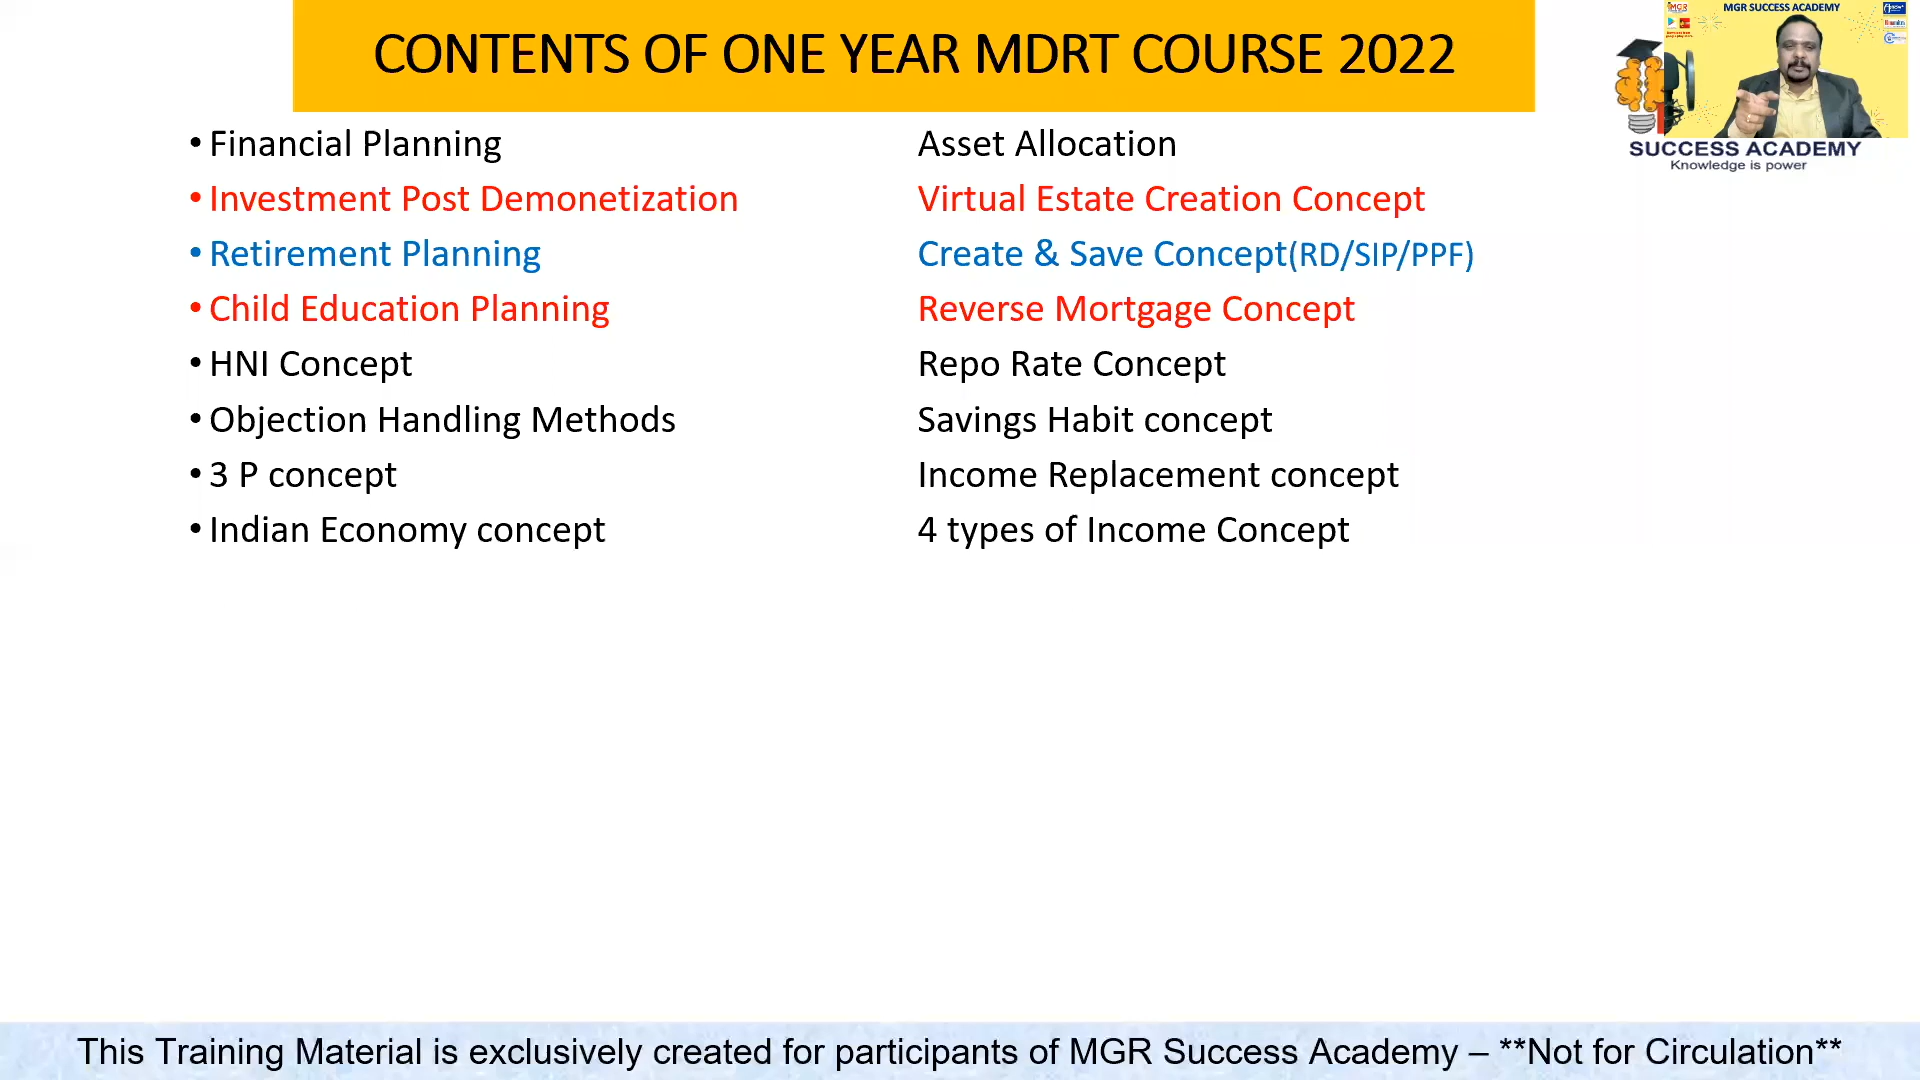 CONTENTS OF ONE YEAR MDRT COURSE 2022
MGR SUCCESS ACADEMY
SUCCESS ACADEMY
Knowledge is power
• Financial Planning
Asset Allocation
• Investment Post Demonetization
Virtual Estate Creation Concept
• Retirement Planning
Create & Save Concept(RD/SIP/PPF)
• Child Education Planning
Reverse Mortgage Concept
• HNI Concept
Repo Rate Concept
• Objection Handling Methods
Savings Habit concept
• 3 P concept
Income Replacement concept
• Indian Economy concept
4 types of Income Concept
This Training Material is exclusively created for participants of MGR Success Academy – **Not for Circulation**